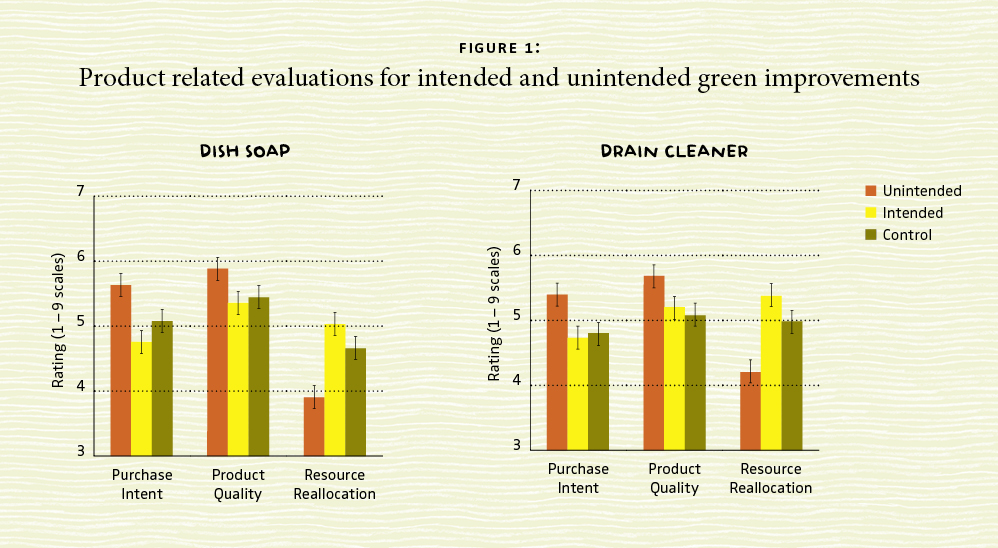 FIGURE 1:
Product related evaluations for intended and unintended green improvements
DISH SOAP
7
6
5
4
3
Rating (1 – 9 scales)
Purchase
Intent
Product
Quality
Resource
Reallocation
DRAIN CLEANER
7
6
5
4
3
Rating (1 – 9 scales)
Purchase
Intent
Product
Quality
Resource
Reallocation
Unintended
Intended
Control